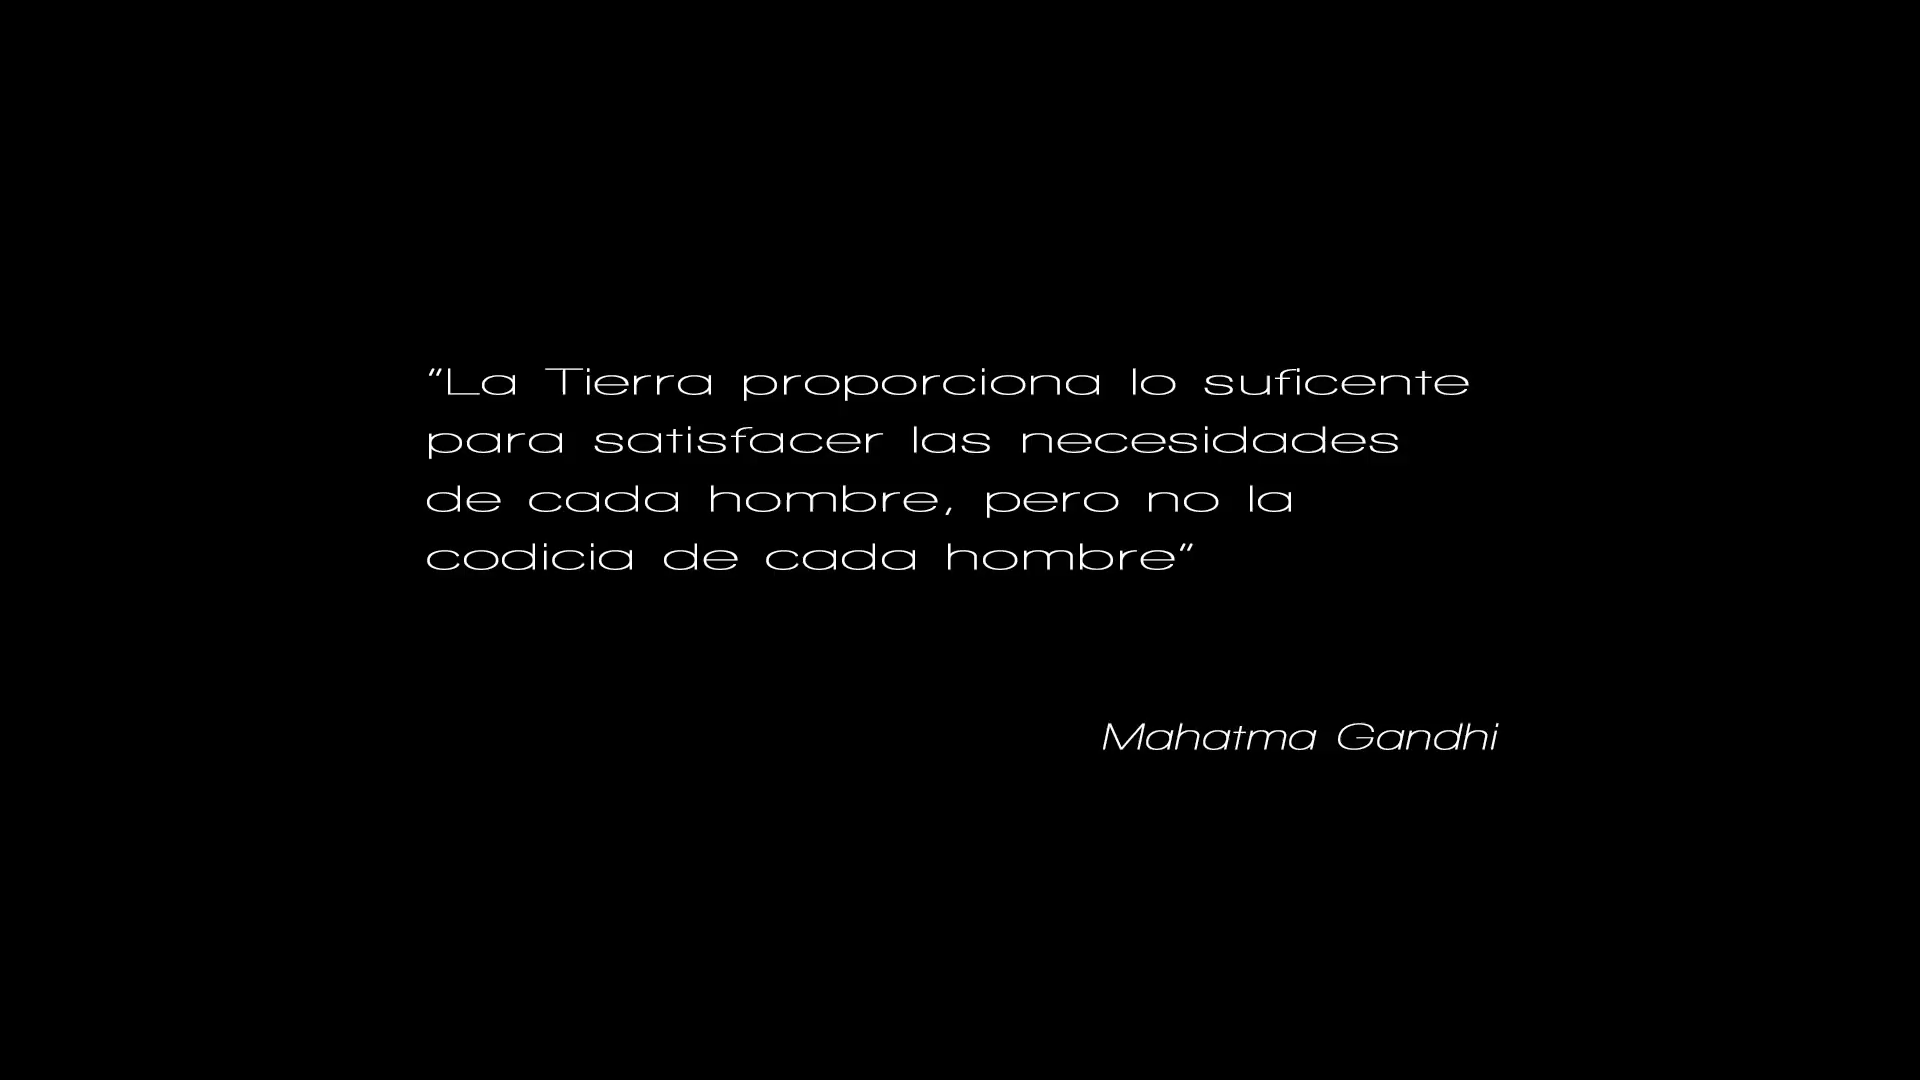 “La Tierra proporciona lo suficente
para satisfacer las necesidades
de cada hombre, pero no la
codicia de cada hombre”
Mahatma Gandhi